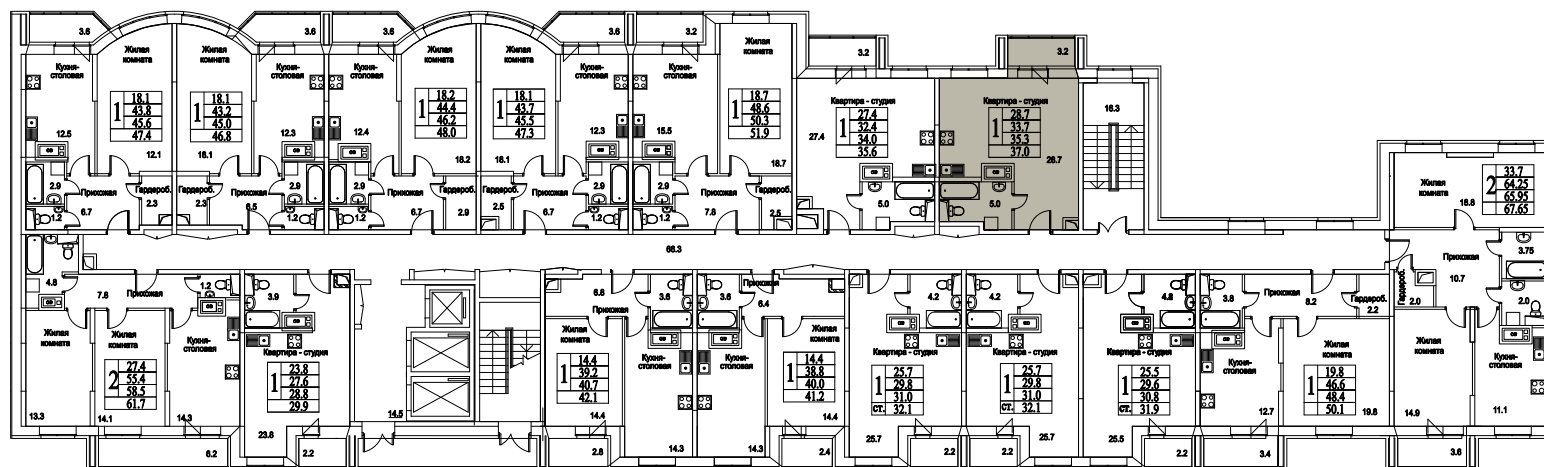 3.6
3.6
3.6
3.6
3.2
3.2
3.2
Кухня-
столовая
Жилая
комната
1
18.1
43.8
45.6
47.4
12.5
12.1
2.9
1.2
Прихожая
6.7
Гардероб.
2.3
Жилая
комната
Кухня-
столовая
1
18.1
43.2
45.0
46.8
18.1
12.3
Гардероб.
2.3
Прихожая
6.5
2.9
1.2
Кухня-
столовая
Жилая
комната
1
18.2
44.4
46.2
48.0
12.4
18.2
2.9
1.2
Прихожая
6.7
Гардероб.
2.9
Жилая
комната
Кухня-
столовая
1
18.1
43.7
45.5
47.3
18.1
12.3
Гардероб.
2.5
Прихожая
6.7
2.9
1.2
Кухня-
столовая
Жилая
комната
1
18.7
48.6
50.3
51.9
15.5
18.7
2.9
1.2
Прихожая
7.8
Гардероб.
2.5
Квартира - студия
1
27.4
32.4
34.0
35.6
27.4
5.0
Квартира - студия
1
28.7
33.7
35.3
37.0
28.7
5.0
16.3
Жилая
комната
2
33.7
64.25
65.95
67.65
16.8
Прихожая
10.7
3.75
Гардероб.
2.0
2.0
Жилая
комната
Кухня-
столовая
14.9
11.1
3.6
66.3
4.8
7.6
Прихожая
1.2
Жилая
комната
Жилая
комната
Кухня-
столовая
2
27.4
55.4
58.5
61.7
13.3
14.1
14.3
6.2
3.9
Квартира - студия
1
23.8
27.6
28.8
29.9
23.8
2.2
14.5
6.6
Прихожая
3.6
Жилая
комната
Кухня-
столовая
1
14.4
39.2
40.7
42.1
14.4
14.3
2.8
3.6
Прихожая
6.4
Кухня-
столовая
Жилая
комната
1
14.4
38.8
40.0
41.2
14.3
14.4
2.4
4.2
Квартира - студия
1
ст.
25.7
29.8
31.0
32.1
25.7
2.2
4.2
Квартира - студия
1
ст.
25.7
29.8
31.0
32.1
25.7
2.2
4.8
Квартира - студия
1
ст.
25.5
29.6
30.8
31.9
25.5
2.2
3.8
Прихожая
8.2
Гардероб.
2.2
Кухня-
столовая
Жилая
комната
1
19.8
46.6
48.4
50.1
12.7
19.8
3.4